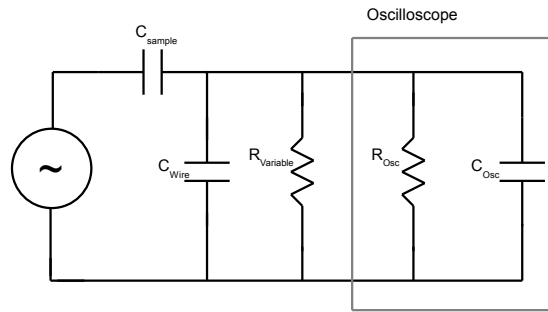 Oscilloscope
C_sample
~
C_Wire
R_Variable
R_Osc
C_Osc